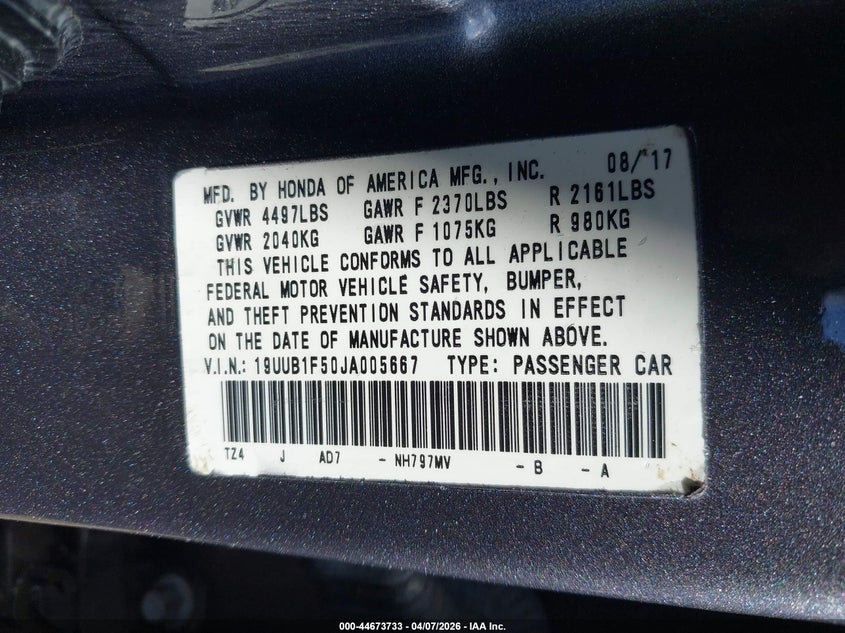 MFD. BY HONDA OF AMERICA MFG., INC. 08/17
GVWR 4497LBS GAWR F 2370LBS R 2161LBS
GVWR 2040KG GAWR F 1075KG R 980KG
THIS VEHICLE CONFORMS TO ALL APPLICABLE
FEDERAL MOTOR VEHICLE SAFETY, BUMPER,
AND THEFT PREVENTION STANDARDS IN EFFECT
ON THE DATE OF MANUFACTURE SHOWN ABOVE.
V.I.N.: 19UUB1F50JA005667 TYPE: PASSENGER CAR
TZ4 J AD7 - NH797MV - B - A
000-44673733 04/07/2026 - IAA Inc.